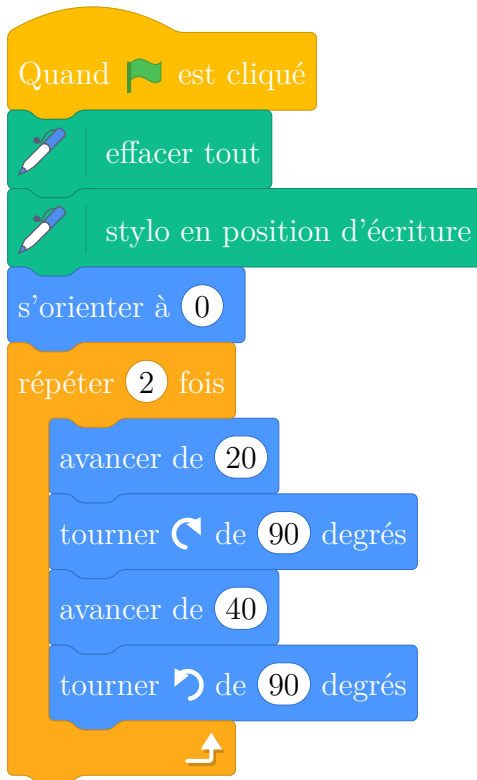 Quand est cliqué
effacer tout
stylo en position d'écriture
s'orienter à 0
répéter 2 fois
avancer de 20
tourner de 90 degrés
avancer de 40
tourner de 90 degrés